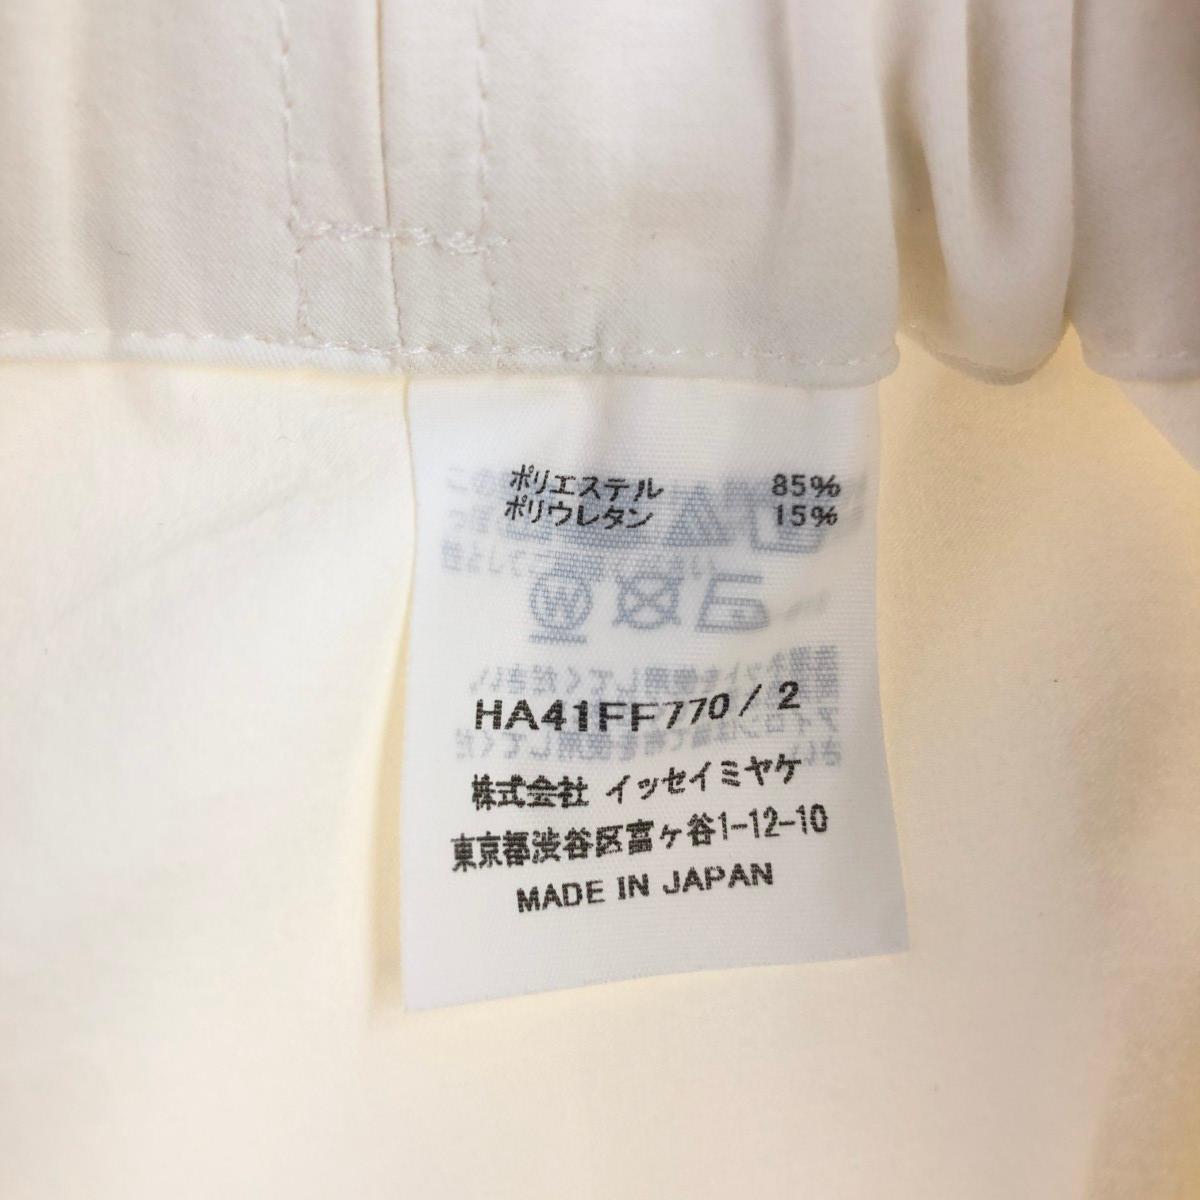 ポリエステル 85%
ポリウレタン 15%
HA41FF770 / 2
株式会社 イッセイミヤケ
東京都渋谷区富ヶ谷1-12-10
MADE IN JAPAN